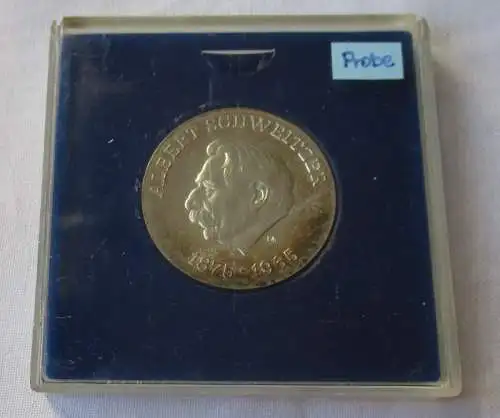 Probe
ALBERT SCHWEITZER
1875-1965